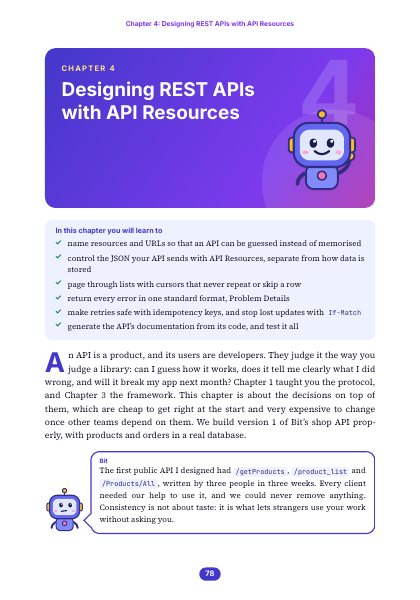 Chapter 4: Designing REST APIs with API Resources
4
CHAPTER 4
Designing REST APIs
with API Resources
In this chapter you will learn to
name resources and URLs so that an API can be guessed instead of memorised
control the JSON your API sends with API Resources, separate from how data is
stored
page through lists with cursors that never repeat or skip a row
return every error in one standard format, Problem Details
make retries safe with idempotency keys, and stop lost updates with If-Match
generate the API's documentation from its code, and test it all
An API is a product, and its users are developers. They judge it the way you
judge a library: can I guess how it works, does it tell me clearly what I did
wrong, and will it break my app next month? Chapter 1 taught you the protocol,
and Chapter 3 the framework. This chapter is about the decisions on top of
them, which are cheap to get right at the start and very expensive to change
once other teams depend on them. We build version 1 of Bit's shop API prop-
erly, with products and orders in a real database.
Bit
The first public API I designed had /getProducts, /product_list and
/Products/All, written by three people in three weeks. Every client
needed our help to use it, and we could never remove anything.
Consistency is not about taste: it is what lets strangers use your work
without asking you.
78